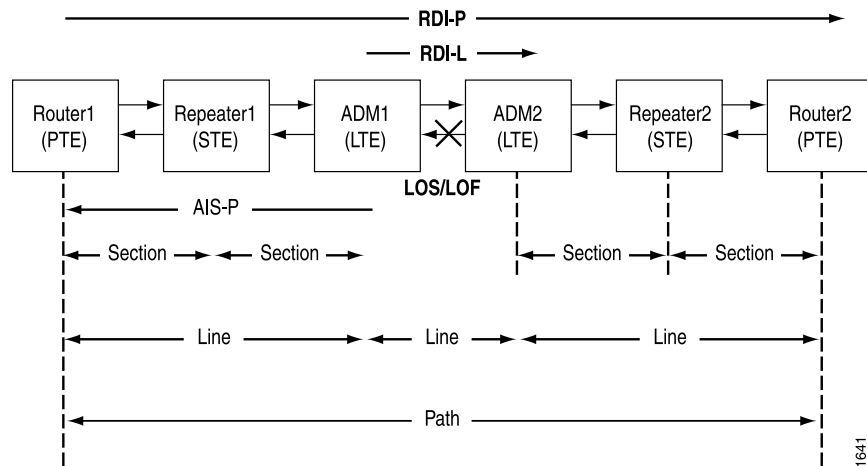 RDI-P
RDI-L
Router1
(PTE)
Repeater1
(STE)
ADM1
(LTE)
ADM2
(LTE)
Repeater2
(STE)
Router2
(PTE)
LOS/LOF
AIS-P
Section
Section
Section
Section
Line
Line
Line
Path
1641